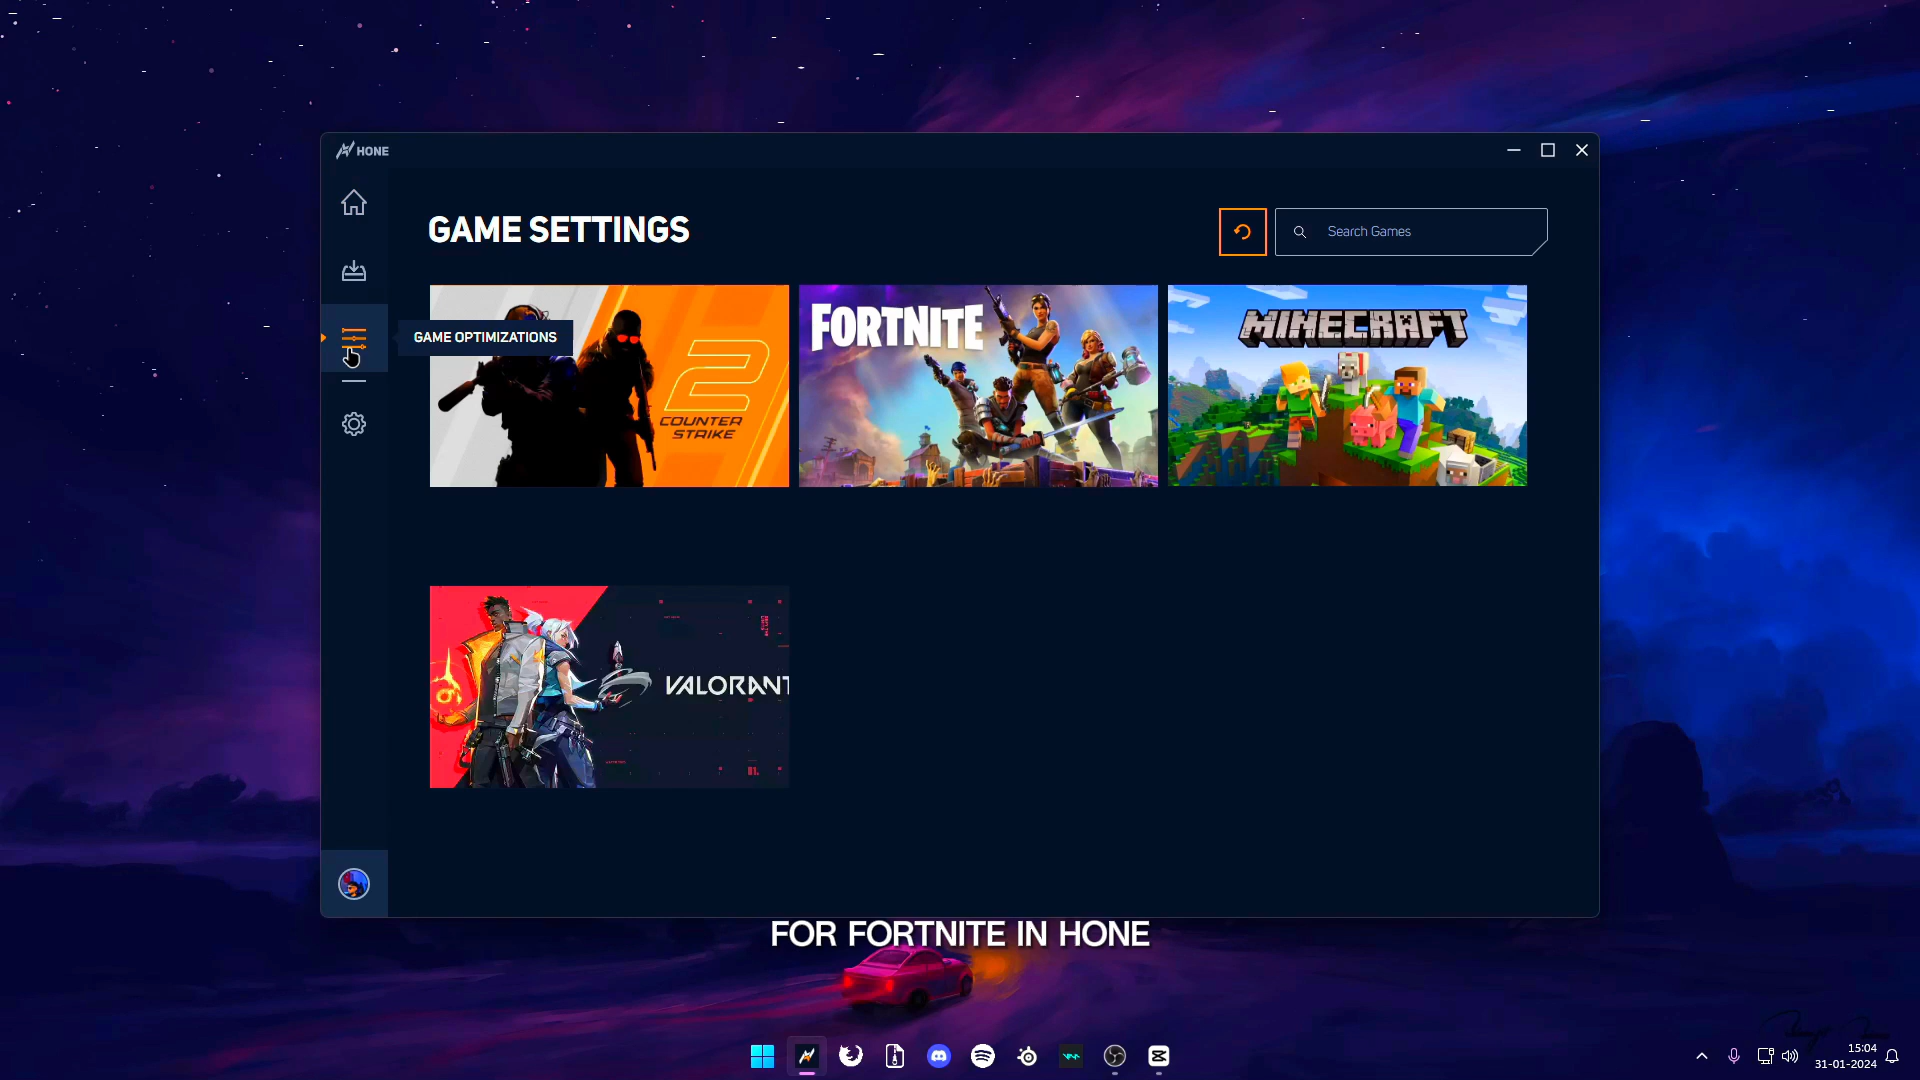 HONE
GAME SETTINGS
Search Games
GAME OPTIMIZATIONS
2
COUNTER
STRIKE
FORTNITE
MINECRAFT
VALORANT
FOR FORTNITE IN HONE
15:04
31-01-2024